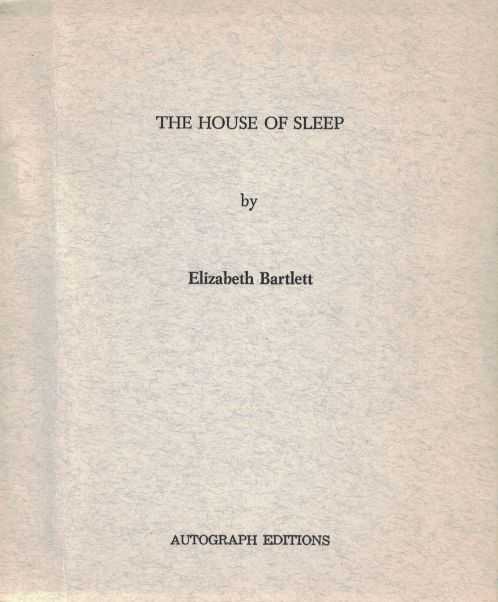 THE HOUSE OF SLEEP
by
Elizabeth Bartlett
AUTOGRAPH EDITIONS